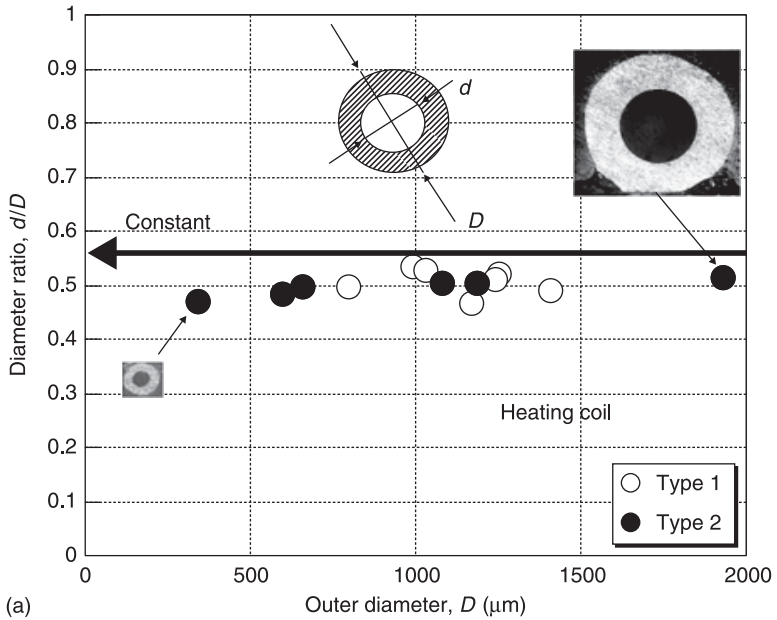 1
0.9
0.8
0.7
0.6
0.5
0.4
0.3
0.2
0.1
0
Diameter ratio, d/D
d
D
Constant
Heating coil
Type 1
Type 2
0 500 1000 1500 2000
(a) Outer diameter, D (μm)